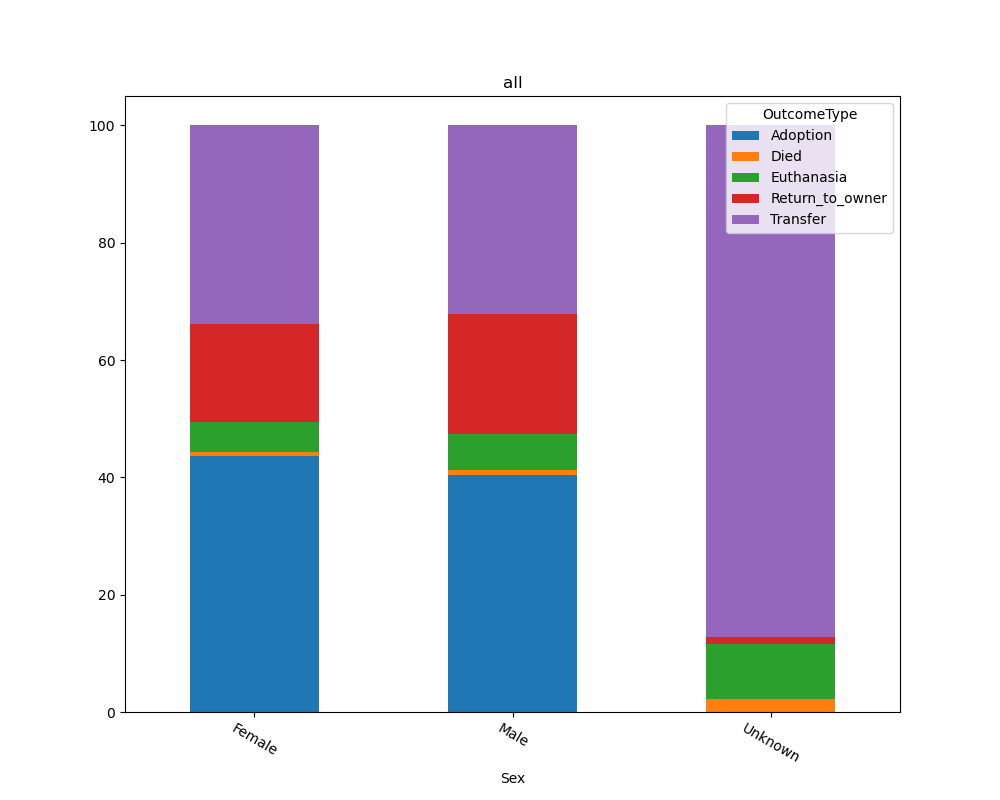 all
OutcomeType
Adoption
Died
Euthanasia
Return_to_owner
Transfer
100
80
60
40
20
0
Female
Male
Unknown
Sex